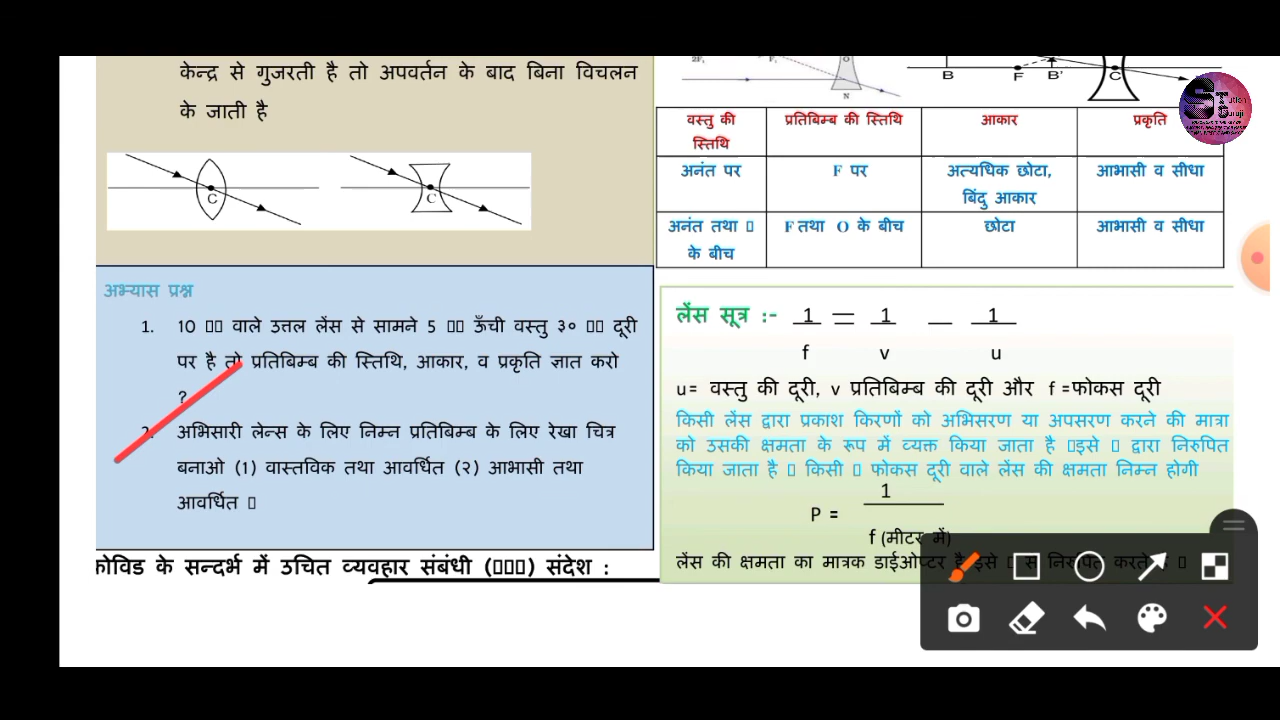 केन्द्र से गुजरती है तो अपवर्तन के बाद बिना विचलन
के जाती है
C
C
अभ्यास प्रश्न
1. 10 ▯▯ वाले उत्तल लेंस से सामने 5 ▯▯ ऊँची वस्तु ३० ▯▯ दूरी
पर है तो प्रतिबिम्ब की स्तिथि, आकार, व प्रकृति ज्ञात करो
?
2. अभिसारी लेन्स के लिए निम्न प्रतिबिम्ब के लिए रेखा चित्र
बनाओ (1) वास्तविक तथा आवर्धित (२) आभासी तथा
आवर्धित ▯
कोविड के सन्दर्भ में उचित व्यवहार संबंधी (▯▯▯) संदेश :
O
N
B F B' C
वस्तु की स्तिथि प्रतिबिम्ब की स्तिथि आकार प्रकृति
अनंत पर F पर अत्यधिक छोटा, बिंदु आकार आभासी व सीधा
अनंत तथा ▯ के बीच F तथा O के बीच छोटा आभासी व सीधा
लेंस सूत्र :- 1 = 1 _ 1
f v u
u= वस्तु की दूरी, v प्रतिबिम्ब की दूरी और f =फोकस दूरी
किसी लेंस द्वारा प्रकाश किरणों को अभिसरण या अपसरण करने की मात्रा
को उसकी क्षमता के रूप में व्यक्त किया जाता है ▯इसे ▯ द्वारा निरुपित
किया जाता है ▯ किसी ▯ फोकस दूरी वाले लेंस की क्षमता निम्न होगी
1
P =
f (मीटर में)
लेंस की क्षमता का मात्रक डाईओप्टर है इसे ▯ से निरुपित करते है ▯